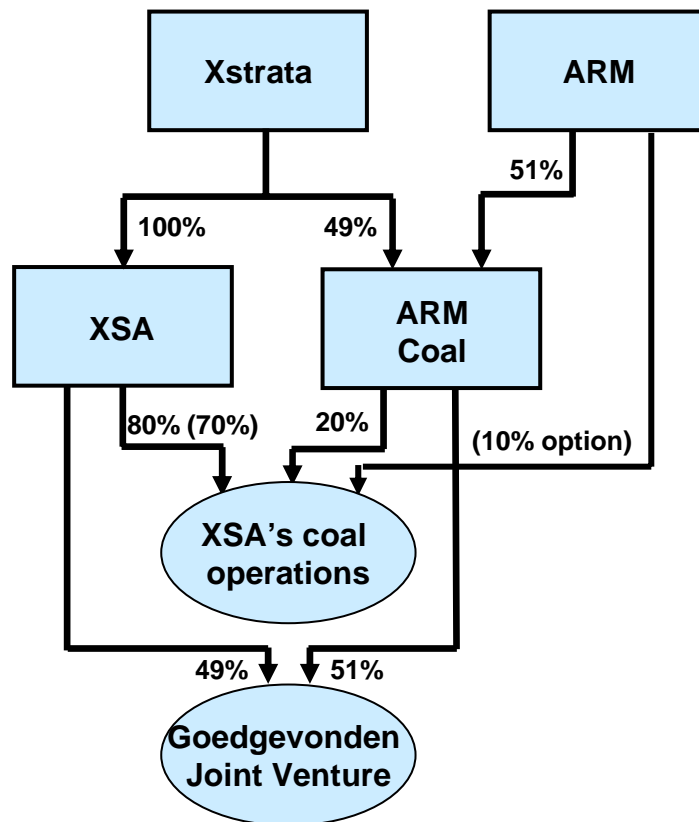 Xstrata
ARM
51%
100%
49%
XSA
ARM
Coal
80% (70%)
20%
(10% option)
XSA's coal
operations
49%
51%
Goedgevonden
Joint Venture